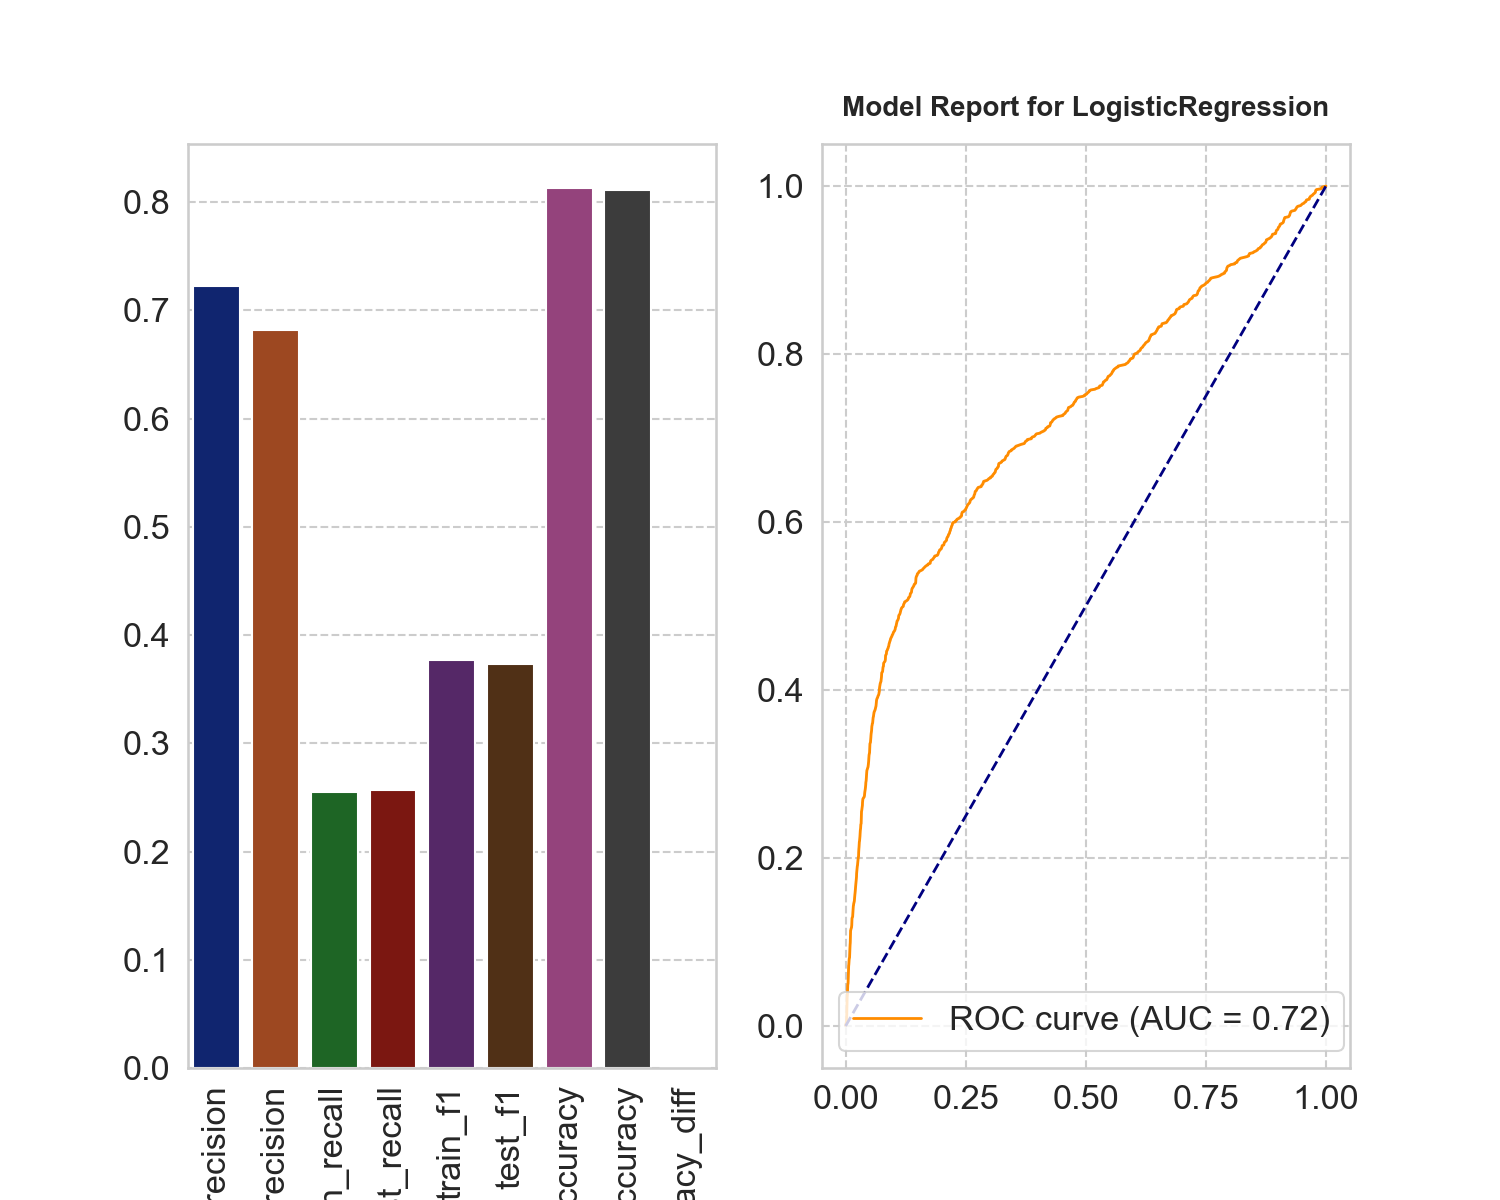 0.8
0.7
0.6
0.5
0.4
0.3
0.2
0.1
0.0
recision
recision
n_recall
t_recall
train_f1
test_f1
ccuracy
ccuracy
acy_diff
Model Report for LogisticRegression
1.0
0.8
0.6
0.4
0.2
0.0
ROC curve (AUC = 0.72)
0.00 0.25 0.50 0.75 1.00